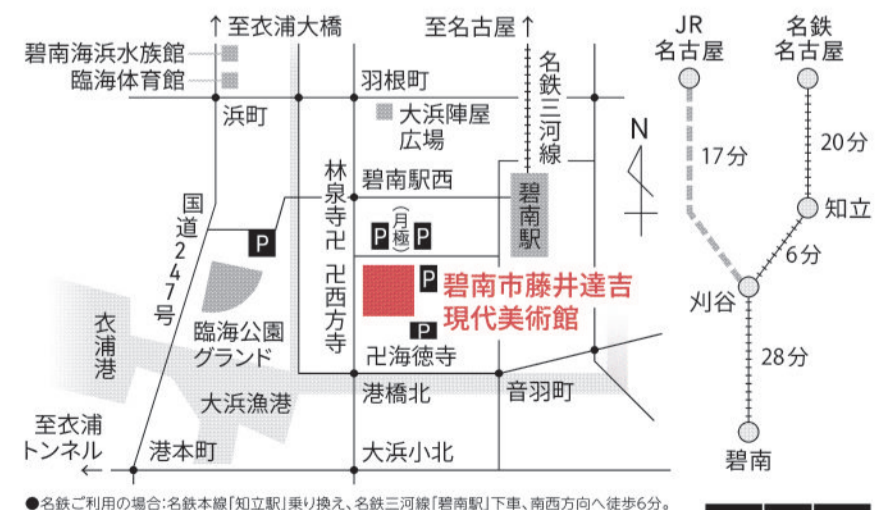 ↑至衣浦大橋
至名古屋↑
碧南海浜水族館
臨海体育館
浜町
羽根町
大浜陣屋
広場
名鉄三河線
N
国道247号
林泉寺卍
碧南駅西
碧南駅
P
P
(月極)
P
卍西方寺
P
碧南市藤井達吉
現代美術館
P
臨海公園
グランド
衣浦港
卍海徳寺
大浜漁港
港橋北
音羽町
至衣浦
トンネル
←
港本町
大浜小北
JR
名古屋
名鉄
名古屋
17分
20分
知立
6分
刈谷
28分
碧南
●名鉄ご利用の場合:名鉄本線「知立駅」乗り換え、名鉄三河線「碧南駅」下車、南西方向へ徒歩6分。